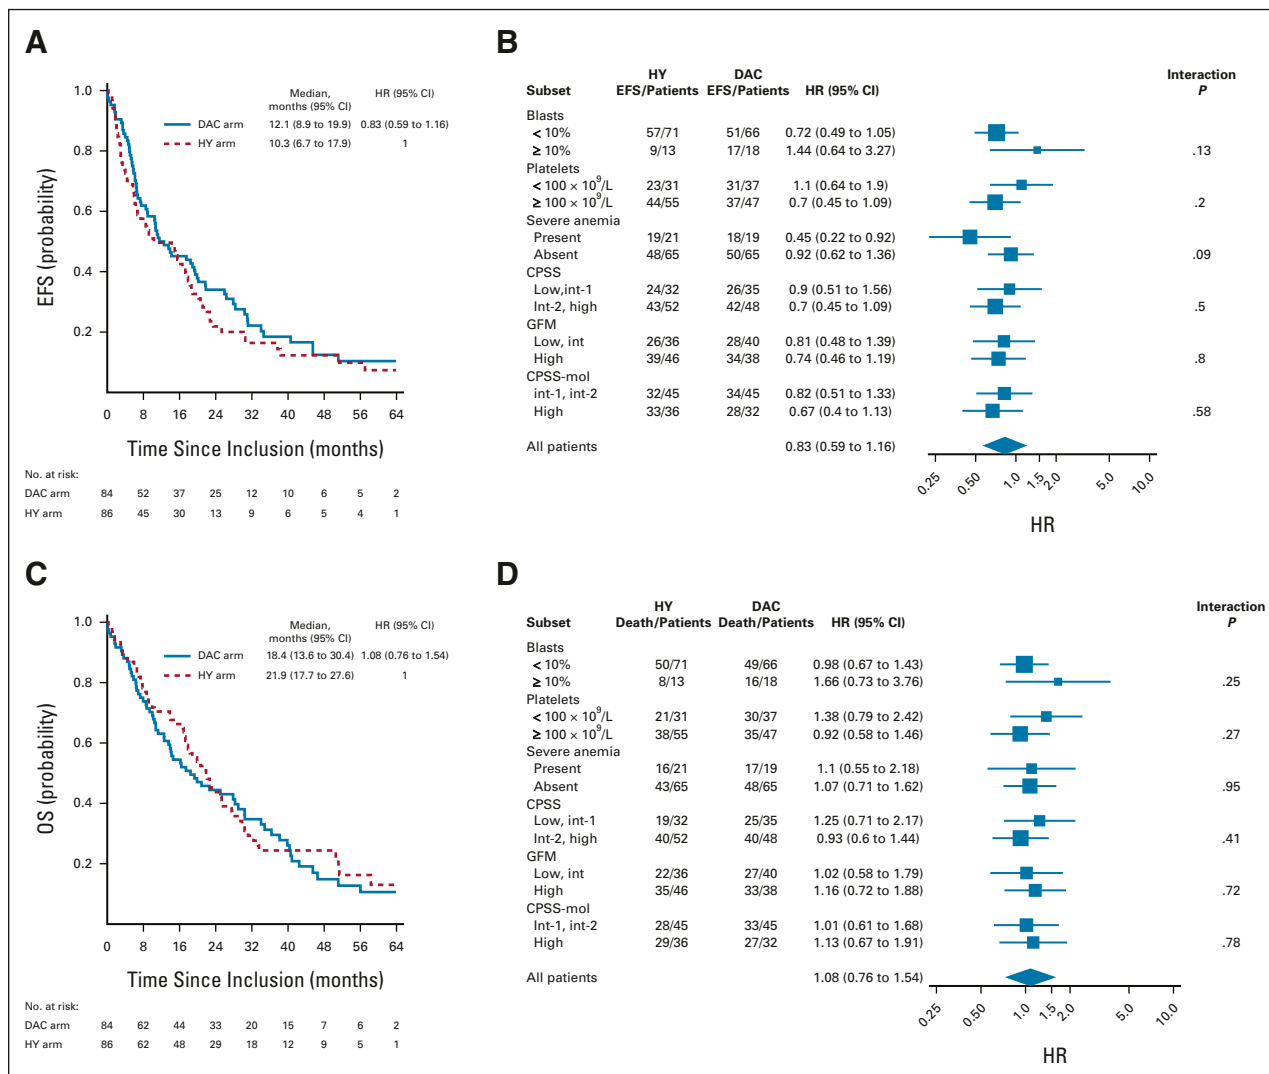 A
Median, months (95% CI) HR (95% CI)
DAC arm 12.1 (8.9 to 19.9) 0.83 (0.59 to 1.16)
HY arm 10.3 (6.7 to 17.9) 1
EFS (probability)
1.0
0.8
0.6
0.4
0.2
0 8 16 24 32 40 48 56 64
Time Since Inclusion (months)
No. at risk:
DAC arm 84 52 37 25 12 10 6 5 2
HY arm 86 45 30 13 9 6 5 4 1
B
HY DAC Interaction
Subset EFS/Patients EFS/Patients HR (95% CI) P
Blasts
< 10% 57/71 51/66 0.72 (0.49 to 1.05)
≥ 10% 9/13 17/18 1.44 (0.64 to 3.27) .13
Platelets
< 100 × 10⁹/L 23/31 31/37 1.1 (0.64 to 1.9)
≥ 100 × 10⁹/L 44/55 37/47 0.7 (0.45 to 1.09) .2
Severe anemia
Present 19/21 18/19 0.45 (0.22 to 0.92)
Absent 48/65 50/65 0.92 (0.62 to 1.36) .09
CPSS
Low,int-1 24/32 26/35 0.9 (0.51 to 1.56)
Int-2, high 43/52 42/48 0.7 (0.45 to 1.09) .5
GFM
Low, int 26/36 28/40 0.81 (0.48 to 1.39)
High 39/46 34/38 0.74 (0.46 to 1.19) .8
CPSS-mol
int-1, int-2 32/45 34/45 0.82 (0.51 to 1.33)
High 33/36 28/32 0.67 (0.4 to 1.13) .58
All patients 0.83 (0.59 to 1.16)
0.25 0.50 1.0 1.5 2.0 5.0 10.0
HR
C
Median, months (95% CI) HR (95% CI)
DAC arm 18.4 (13.6 to 30.4) 1.08 (0.76 to 1.54)
HY arm 21.9 (17.7 to 27.6) 1
OS (probability)
1.0
0.8
0.6
0.4
0.2
0 8 16 24 32 40 48 56 64
Time Since Inclusion (months)
No. at risk:
DAC arm 84 62 44 33 20 15 7 6 2
HY arm 86 62 48 29 18 12 9 5 1
D
HY DAC Interaction
Subset Death/Patients Death/Patients HR (95% CI) P
Blasts
< 10% 50/71 49/66 0.98 (0.67 to 1.43)
≥ 10% 8/13 16/18 1.66 (0.73 to 3.76) .25
Platelets
< 100 × 10⁹/L 21/31 30/37 1.38 (0.79 to 2.42)
≥ 100 × 10⁹/L 38/55 35/47 0.92 (0.58 to 1.46) .27
Severe anemia
Present 16/21 17/19 1.1 (0.55 to 2.18)
Absent 43/65 48/65 1.07 (0.71 to 1.62) .95
CPSS
Low, int-1 19/32 25/35 1.25 (0.71 to 2.17)
Int-2, high 40/52 40/48 0.93 (0.6 to 1.44) .41
GFM
Low, int 22/36 27/40 1.02 (0.58 to 1.79)
High 35/46 33/38 1.16 (0.72 to 1.88) .72
CPSS-mol
Int-1, int-2 28/45 33/45 1.01 (0.61 to 1.68)
High 29/36 27/32 1.13 (0.67 to 1.91) .78
All patients 1.08 (0.76 to 1.54)
0.25 0.50 1.0 1.5 2.0 5.0 10.0
HR